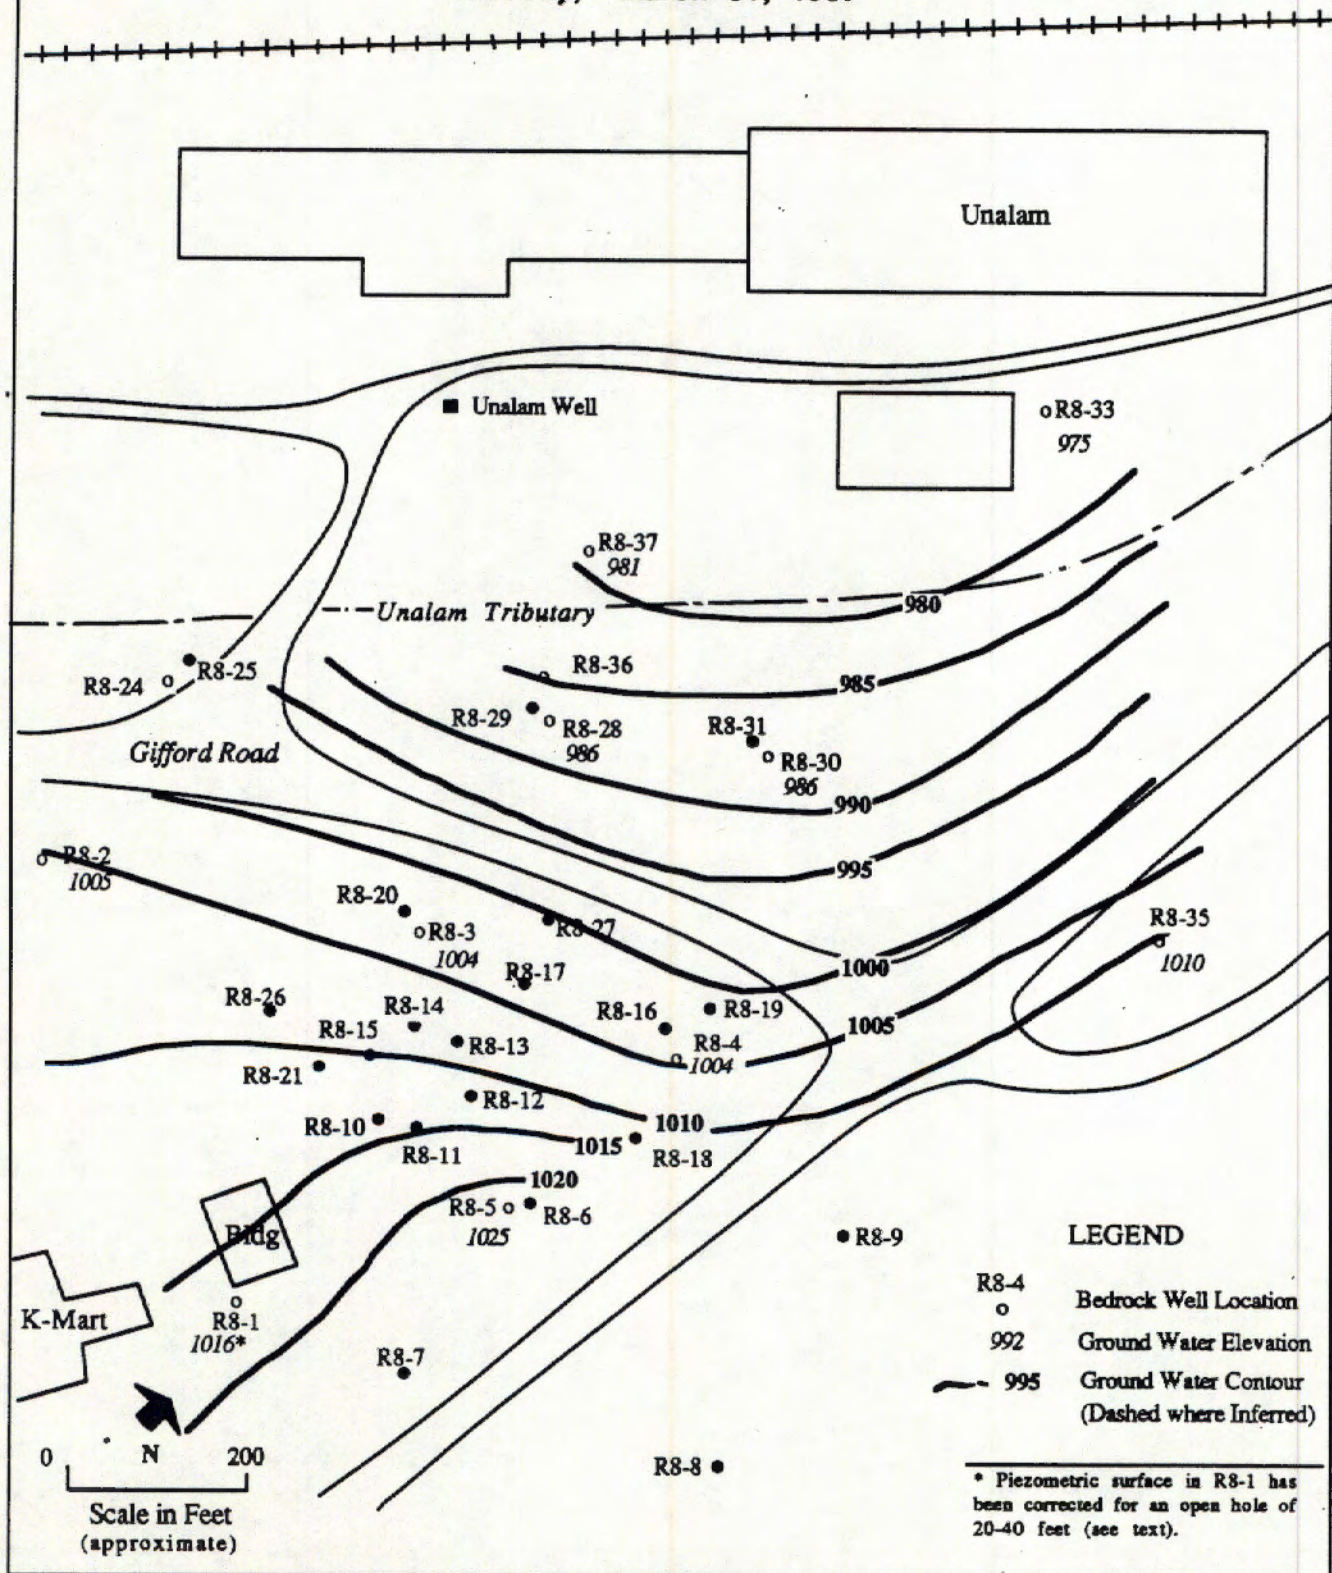 Unalam
Unalam Well
R8-33
975
R8-37
981
980
Unalam Tributary
R8-25
R8-24
R8-36
985
R8-29
R8-28
986
R8-31
R8-30
986
Gifford Road
990
995
R8-2
1005
R8-20
R8-3
1004
R8-27
R8-35
1010
1000
R8-17
R8-26
R8-14
R8-16
R8-19
1005
R8-15
R8-13
R8-4
1004
R8-21
R8-12
R8-10
1010
R8-11
1015
R8-18
1020
R8-5
1025
R8-6
Bldg
R8-9
LEGEND
R8-4
Bedrock Well Location
992 Ground Water Elevation
995 Ground Water Contour
(Dashed where Inferred)
K-Mart
R8-1
1016*
R8-7
N
0 200
Scale in Feet
(approximate)
R8-8
* Piezometric surface in R8-1 has
been corrected for an open hole of
20-40 feet (see text).